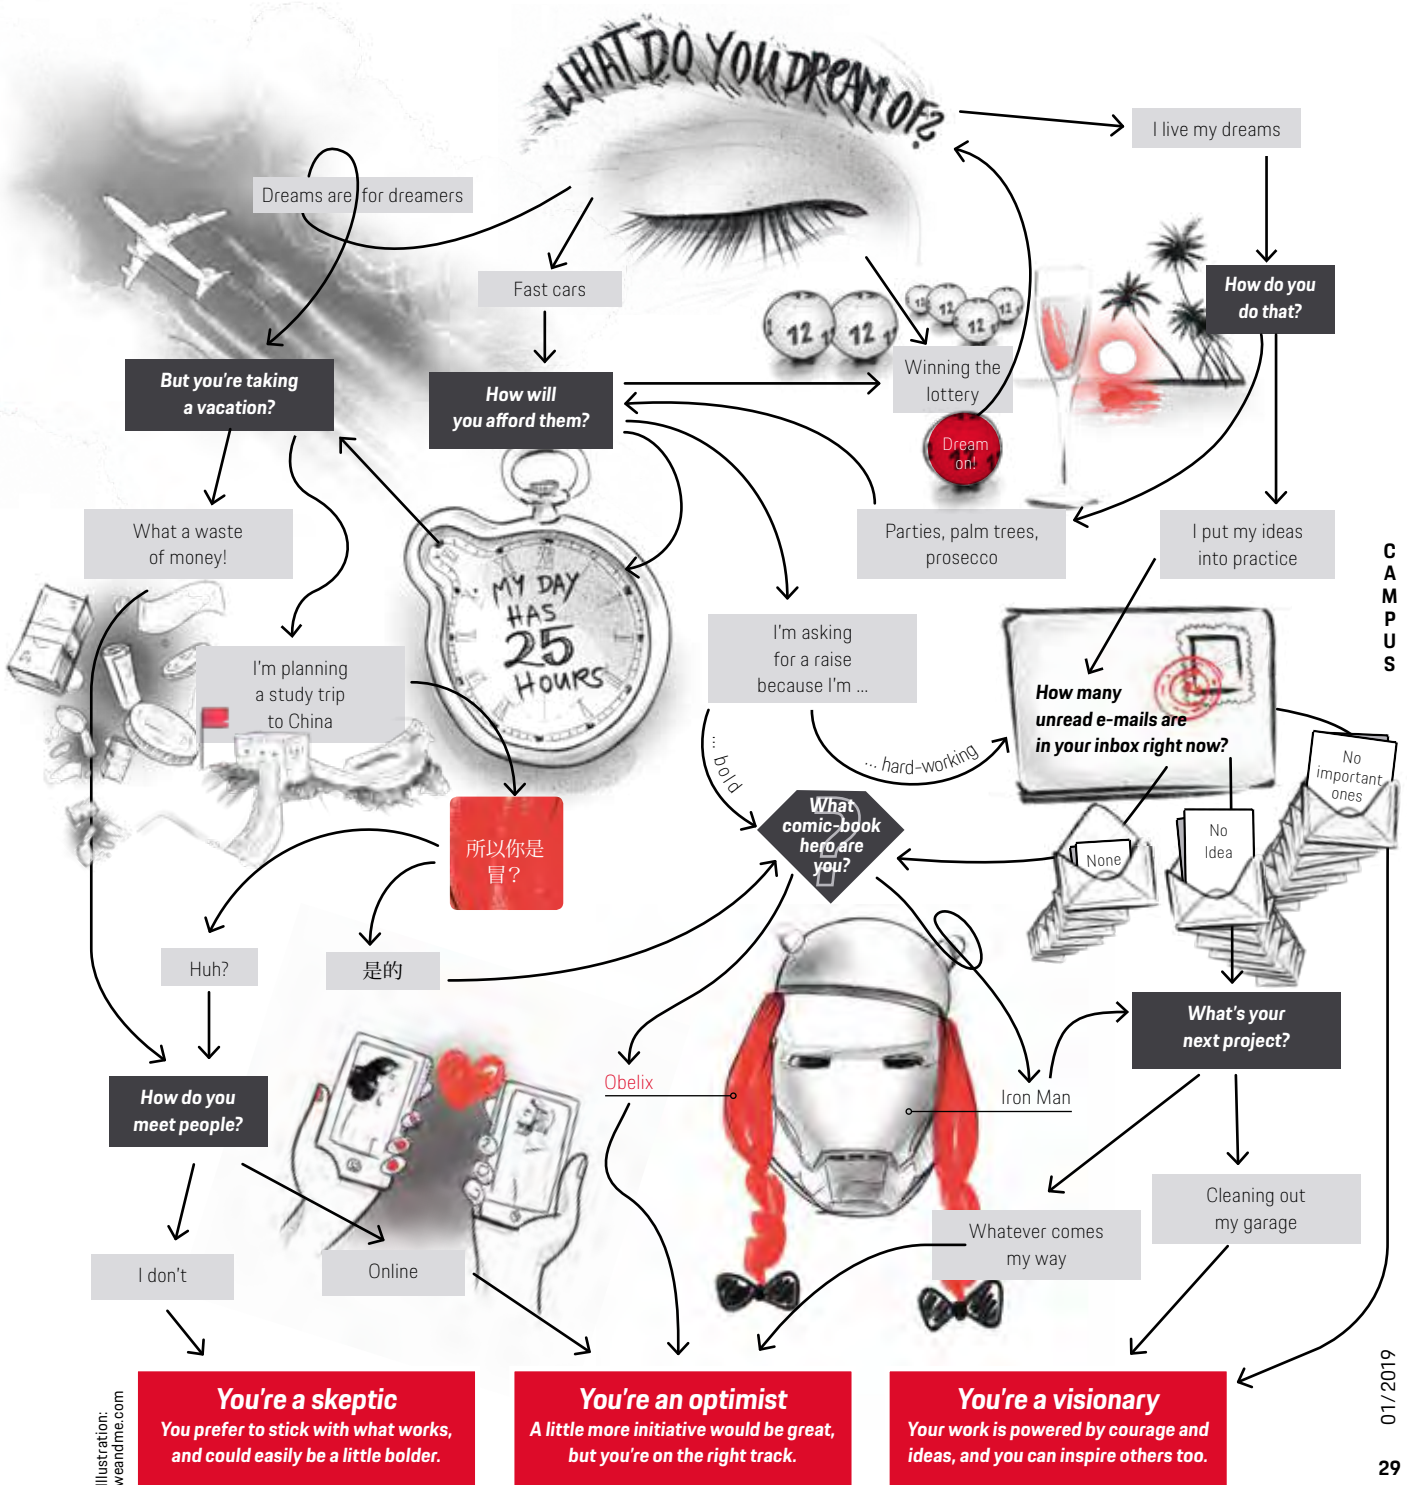 WHAT DO YOU DREAM OF?
I live my dreams
Dreams are for dreamers
Fast cars
How do you
do that?
12
12
12
12
12
12
Winning the
lottery
Dream
on!
But you're taking
a vacation?
How will
you afford them?
What a waste
of money!
Parties, palm trees,
prosecco
I put my ideas
into practice
MY DAY
HAS
25
HOURS
I'm planning
a study trip
to China
I'm asking
for a raise
because I'm ...
How many
unread e-mails are
in your inbox right now?
... bold
... hard-working
No
important
ones
No
Idea
None
What
comic-book
hero are
you?
?
所以你是
冒？
Huh?
是的
What's your
next project?
Obelix
Iron Man
How do you
meet people?
Cleaning out
my garage
Whatever comes
my way
I don't
Online
You're a skeptic
You prefer to stick with what works,
and could easily be a little bolder.
You're an optimist
A little more initiative would be great,
but you're on the right track.
You're a visionary
Your work is powered by courage and
ideas, and you can inspire others too.
Illustration:
weandme.com
CAMPUS
01/2019
29